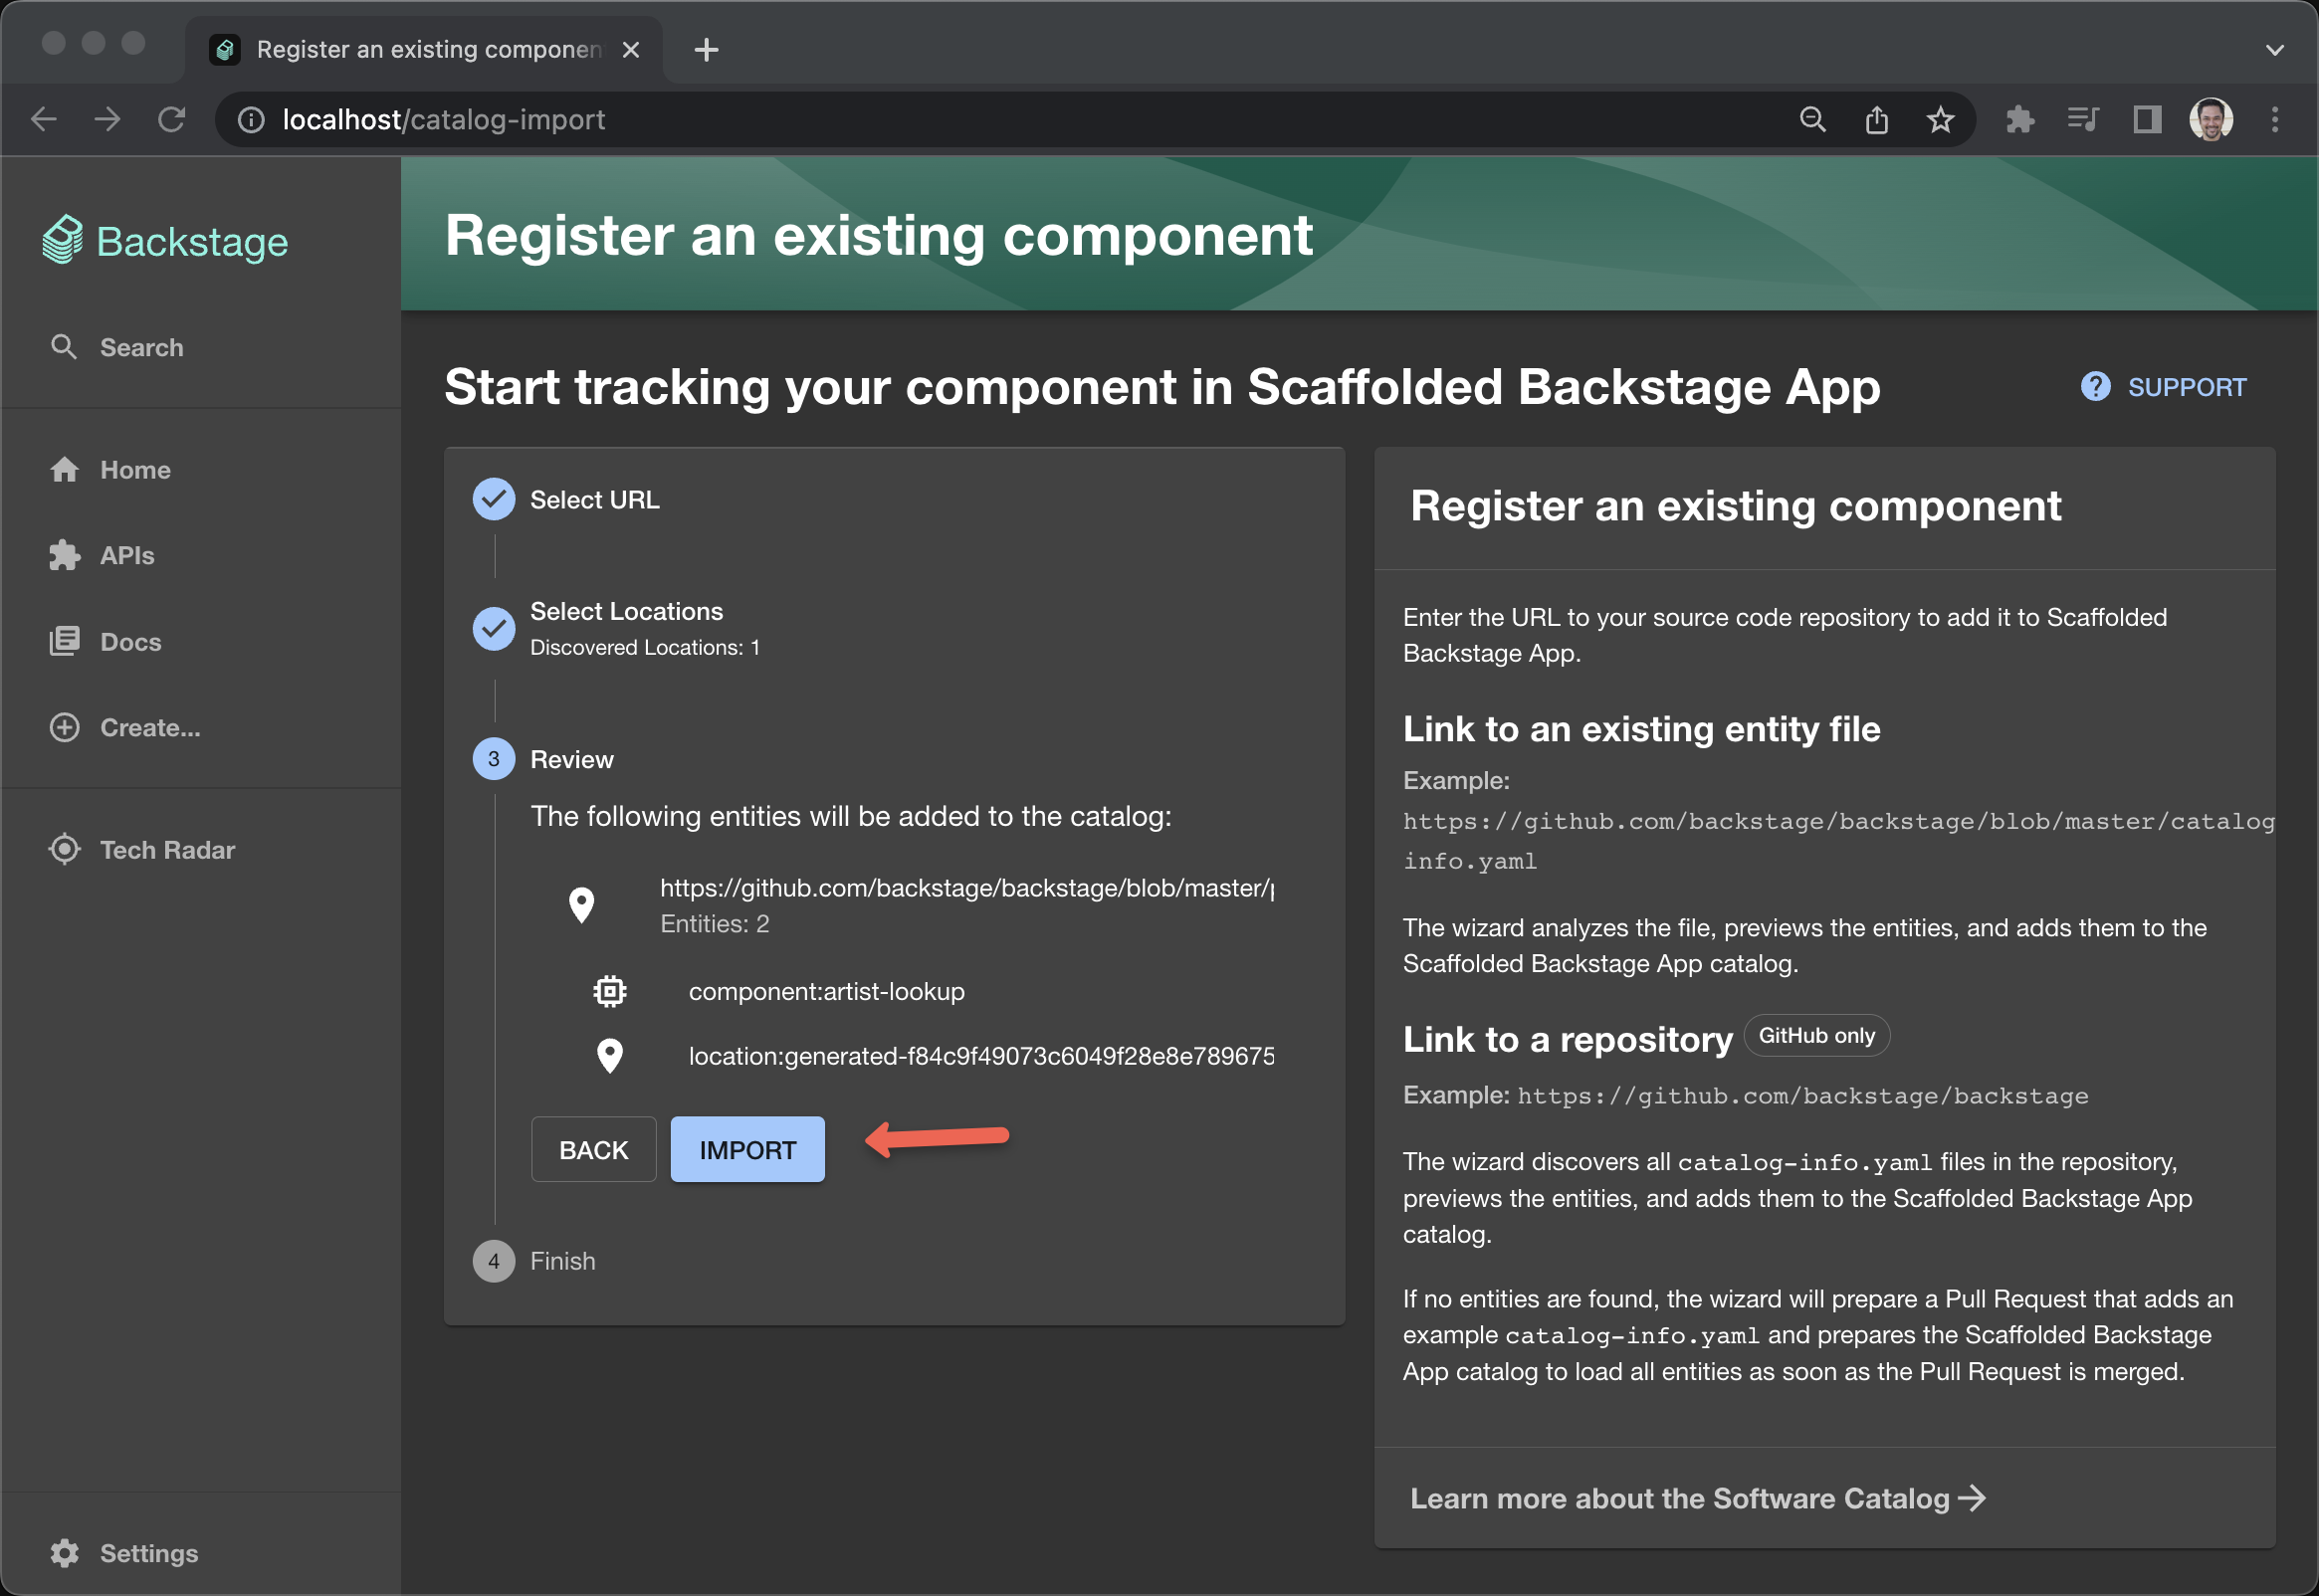 Register an existing componen
localhost/catalog-import
Backstage
Search
Home
APIs
Docs
Create...
Tech Radar
Settings
Register an existing component
Start tracking your component in Scaffolded Backstage App
SUPPORT
Select URL
Select Locations
Discovered Locations: 1
3
Review
The following entities will be added to the catalog:
https://github.com/backstage/backstage/blob/master/
Entities: 2
component:artist-lookup
location:generated-f84c9f49073c6049f28e8e789675
BACK
IMPORT
4
Finish
Register an existing component
Enter the URL to your source code repository to add it to Scaffolded
Backstage App.
Link to an existing entity file
Example:
https://github.com/backstage/backstage/blob/master/catalog
info.yaml
The wizard analyzes the file, previews the entities, and adds them to the
Scaffolded Backstage App catalog.
Link to a repository GitHub only
Example: https://github.com/backstage/backstage
The wizard discovers all catalog-info.yaml files in the repository,
previews the entities, and adds them to the Scaffolded Backstage App
catalog.
If no entities are found, the wizard will prepare a Pull Request that adds an
example catalog-info.yaml and prepares the Scaffolded Backstage
App catalog to load all entities as soon as the Pull Request is merged.
Learn more about the Software Catalog